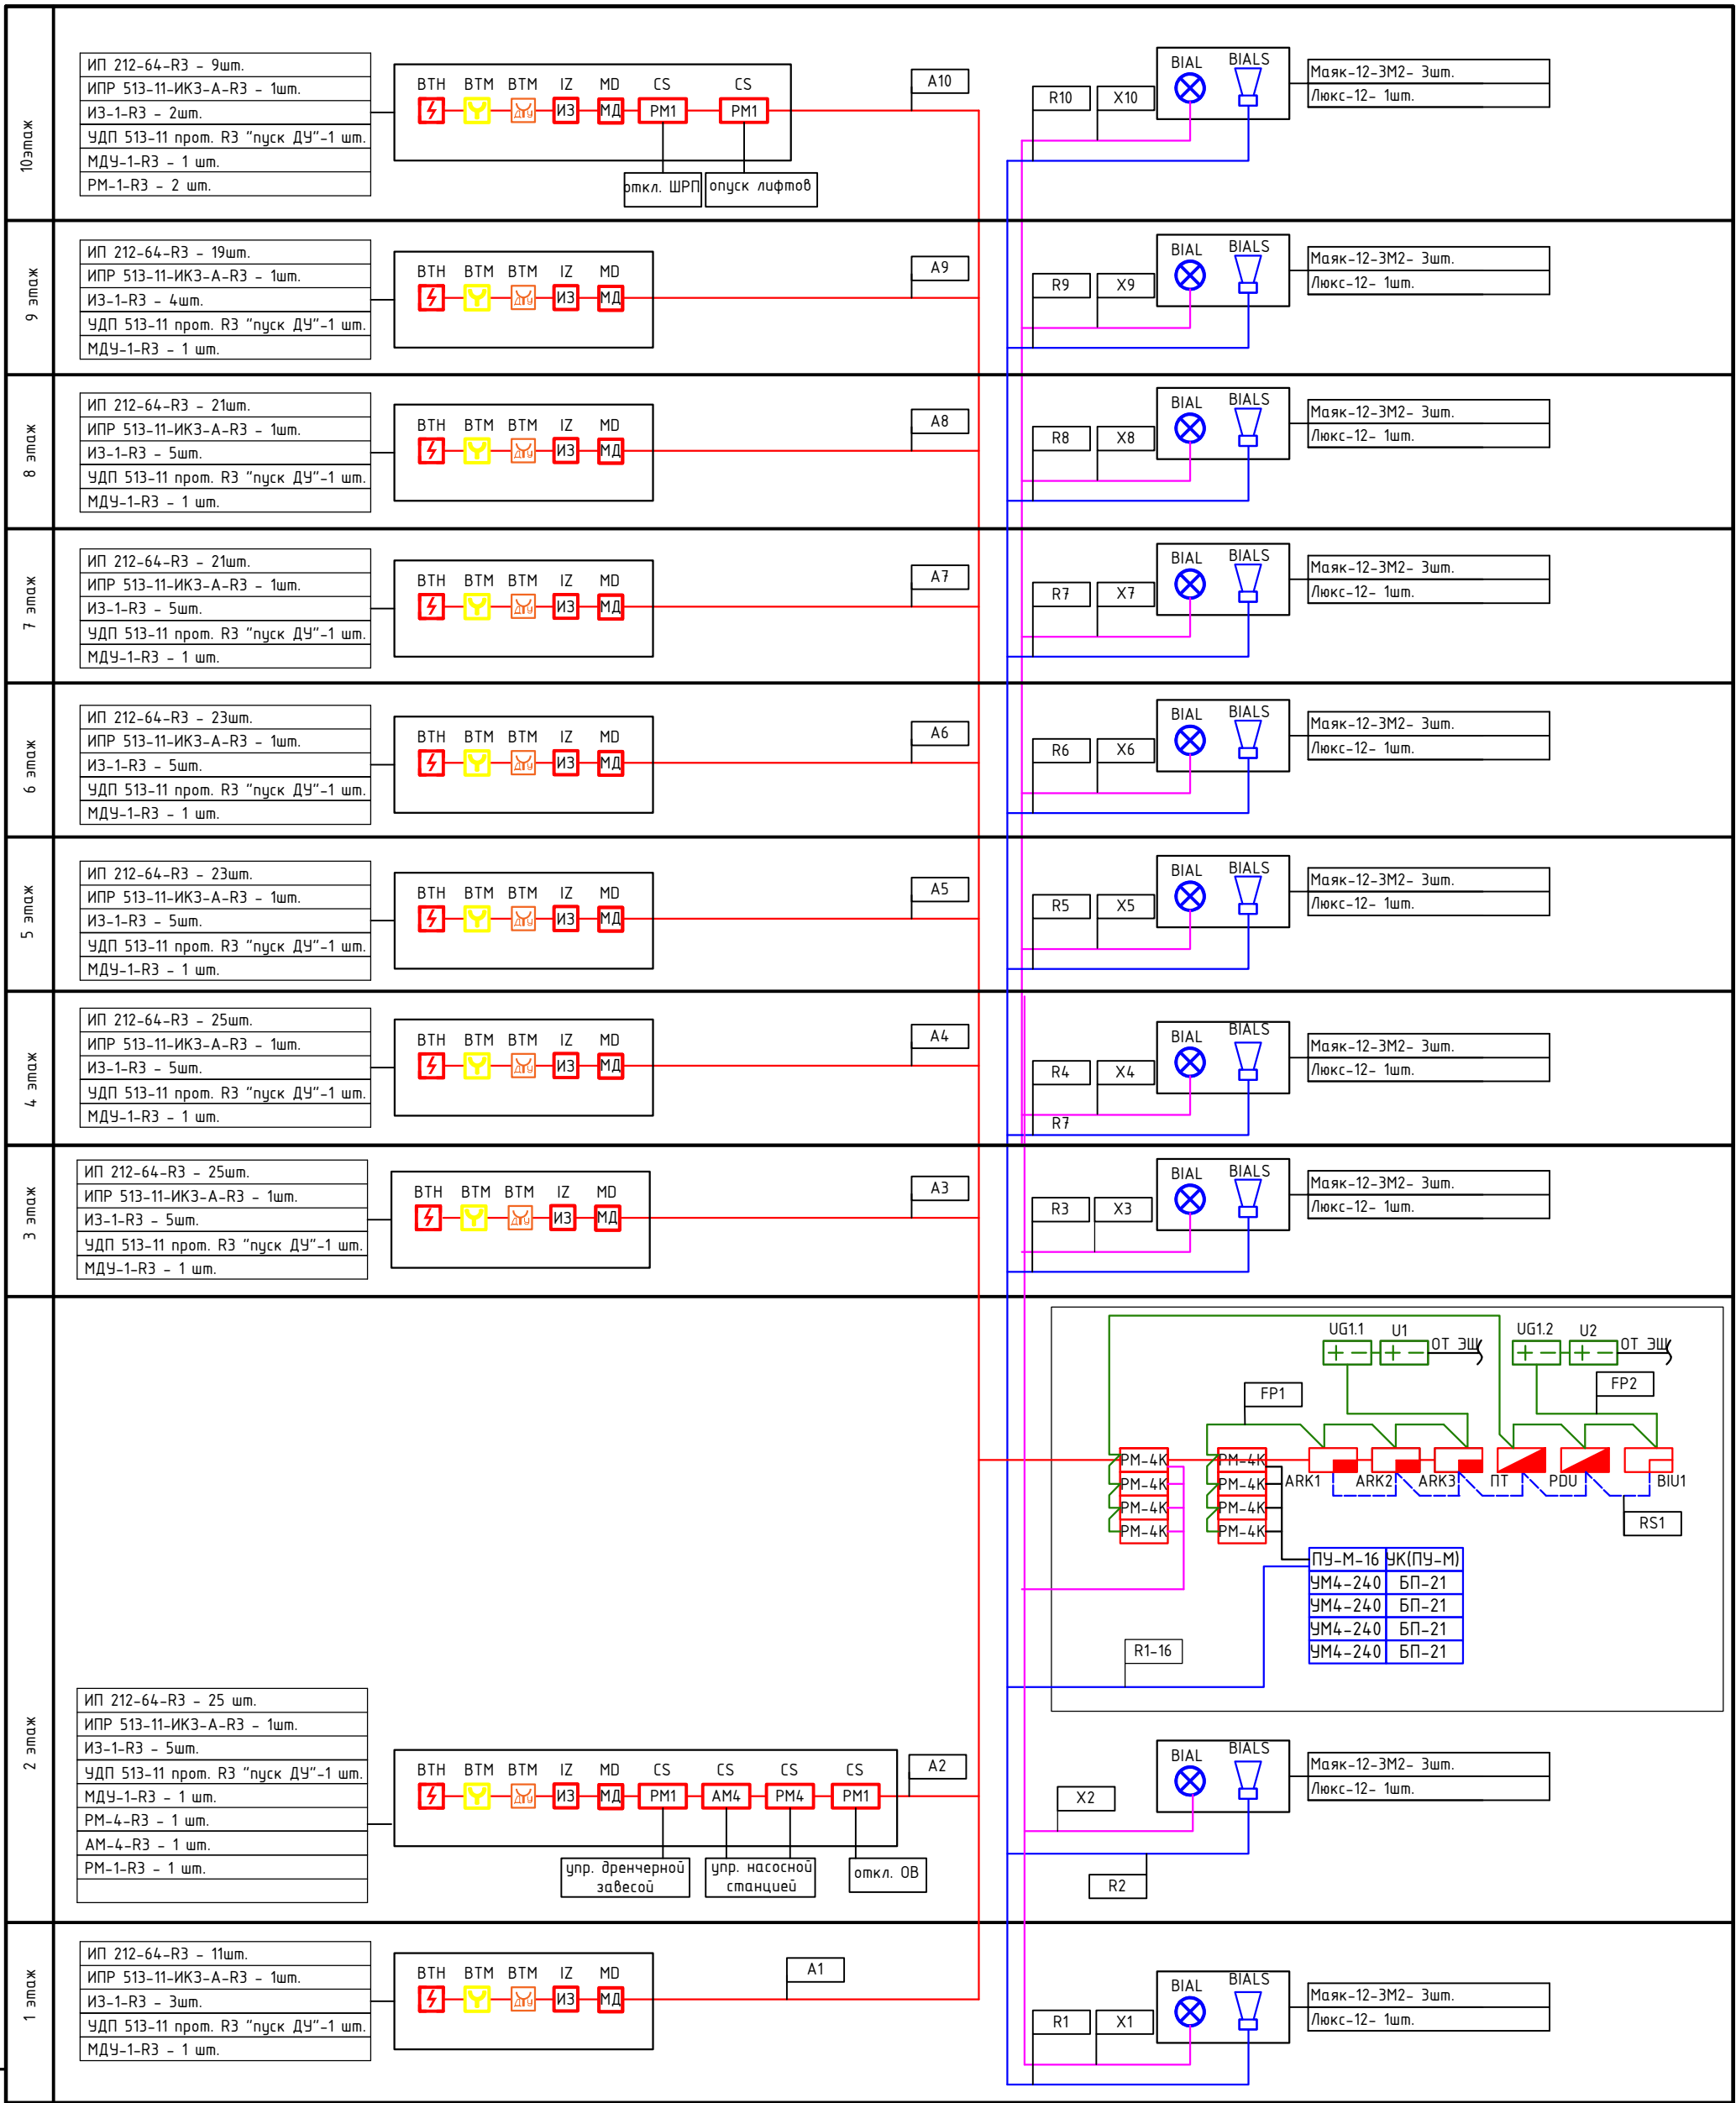 10этаж
ИП 212-64-R3 - 9шт.
ИПР 513-11-ИКЗ-А-R3 - 1шт.
ИЗ-1-R3 - 2шт.
УДП 513-11 прот. R3 "пуск ДУ"-1 шт.
МДУ-1-R3 - 1 шт.
РМ-1-R3 - 2 шт.
BTH BTM BTM IZ MD CS CS
ДУ ИЗ МД РМ1 РМ1
откл. ШРП опуск лифтов
A10
R10 X10
BIAL BIALS
Маяк-12-3М2- 3шт.
Люкс-12- 1шт.
9 этаж
ИП 212-64-R3 - 19шт.
ИПР 513-11-ИКЗ-А-R3 - 1шт.
ИЗ-1-R3 - 4шт.
УДП 513-11 прот. R3 "пуск ДУ"-1 шт.
МДУ-1-R3 - 1 шт.
BTH BTM BTM IZ MD
ДУ ИЗ МД
A9
R9 X9
BIAL BIALS
Маяк-12-3М2- 3шт.
Люкс-12- 1шт.
8 этаж
ИП 212-64-R3 - 21шт.
ИПР 513-11-ИКЗ-А-R3 - 1шт.
ИЗ-1-R3 - 5шт.
УДП 513-11 прот. R3 "пуск ДУ"-1 шт.
МДУ-1-R3 - 1 шт.
BTH BTM BTM IZ MD
ДУ ИЗ МД
A8
R8 X8
BIAL BIALS
Маяк-12-3М2- 3шт.
Люкс-12- 1шт.
7 этаж
ИП 212-64-R3 - 21шт.
ИПР 513-11-ИКЗ-А-R3 - 1шт.
ИЗ-1-R3 - 5шт.
УДП 513-11 прот. R3 "пуск ДУ"-1 шт.
МДУ-1-R3 - 1 шт.
BTH BTM BTM IZ MD
ДУ ИЗ МД
A7
R7 X7
BIAL BIALS
Маяк-12-3М2- 3шт.
Люкс-12- 1шт.
6 этаж
ИП 212-64-R3 - 23шт.
ИПР 513-11-ИКЗ-А-R3 - 1шт.
ИЗ-1-R3 - 5шт.
УДП 513-11 прот. R3 "пуск ДУ"-1 шт.
МДУ-1-R3 - 1 шт.
BTH BTM BTM IZ MD
ДУ ИЗ МД
A6
R6 X6
BIAL BIALS
Маяк-12-3М2- 3шт.
Люкс-12- 1шт.
5 этаж
ИП 212-64-R3 - 23шт.
ИПР 513-11-ИКЗ-А-R3 - 1шт.
ИЗ-1-R3 - 5шт.
УДП 513-11 прот. R3 "пуск ДУ"-1 шт.
МДУ-1-R3 - 1 шт.
BTH BTM BTM IZ MD
ДУ ИЗ МД
A5
R5 X5
BIAL BIALS
Маяк-12-3М2- 3шт.
Люкс-12- 1шт.
4 этаж
ИП 212-64-R3 - 25шт.
ИПР 513-11-ИКЗ-А-R3 - 1шт.
ИЗ-1-R3 - 5шт.
УДП 513-11 прот. R3 "пуск ДУ"-1 шт.
МДУ-1-R3 - 1 шт.
BTH BTM BTM IZ MD
ДУ ИЗ МД
A4
R4 X4
R7
BIAL BIALS
Маяк-12-3М2- 3шт.
Люкс-12- 1шт.
3 этаж
ИП 212-64-R3 - 25шт.
ИПР 513-11-ИКЗ-А-R3 - 1шт.
ИЗ-1-R3 - 5шт.
УДП 513-11 прот. R3 "пуск ДУ"-1 шт.
МДУ-1-R3 - 1 шт.
BTH BTM BTM IZ MD
ДУ ИЗ МД
A3
R3 X3
BIAL BIALS
Маяк-12-3М2- 3шт.
Люкс-12- 1шт.
2 этаж
UG1.1 U1 ОТ ЭЩ UG1.2 U2 ОТ ЭЩ
FP1 FP2
РМ-4К РМ-4К
РМ-4К РМ-4К
РМ-4К РМ-4К
РМ-4К РМ-4К
ARK1 ARK2 ARK3 ПТ PDU BIU1
RS1
ПУ-М-16 УК(ПУ-М)
УМ4-240 БП-21
УМ4-240 БП-21
УМ4-240 БП-21
УМ4-240 БП-21
R1-16
ИП 212-64-R3 - 25 шт.
ИПР 513-11-ИКЗ-А-R3 - 1шт.
ИЗ-1-R3 - 5шт.
УДП 513-11 прот. R3 "пуск ДУ"-1 шт.
МДУ-1-R3 - 1 шт.
РМ-4-R3 - 1 шт.
АМ-4-R3 - 1 шт.
РМ-1-R3 - 1 шт.
BTH BTM BTM IZ MD CS CS CS CS
ДУ ИЗ МД РМ1 АМ4 РМ4 РМ1
упр. дренчерной завесой
упр. насосной станцией
откл. ОВ
A2
X2
R2
BIAL BIALS
Маяк-12-3М2- 3шт.
Люкс-12- 1шт.
1 этаж
ИП 212-64-R3 - 11шт.
ИПР 513-11-ИКЗ-А-R3 - 1шт.
ИЗ-1-R3 - 3шт.
УДП 513-11 прот. R3 "пуск ДУ"-1 шт.
МДУ-1-R3 - 1 шт.
BTH BTM BTM IZ MD
ДУ ИЗ МД
A1
R1 X1
BIAL BIALS
Маяк-12-3М2- 3шт.
Люкс-12- 1шт.